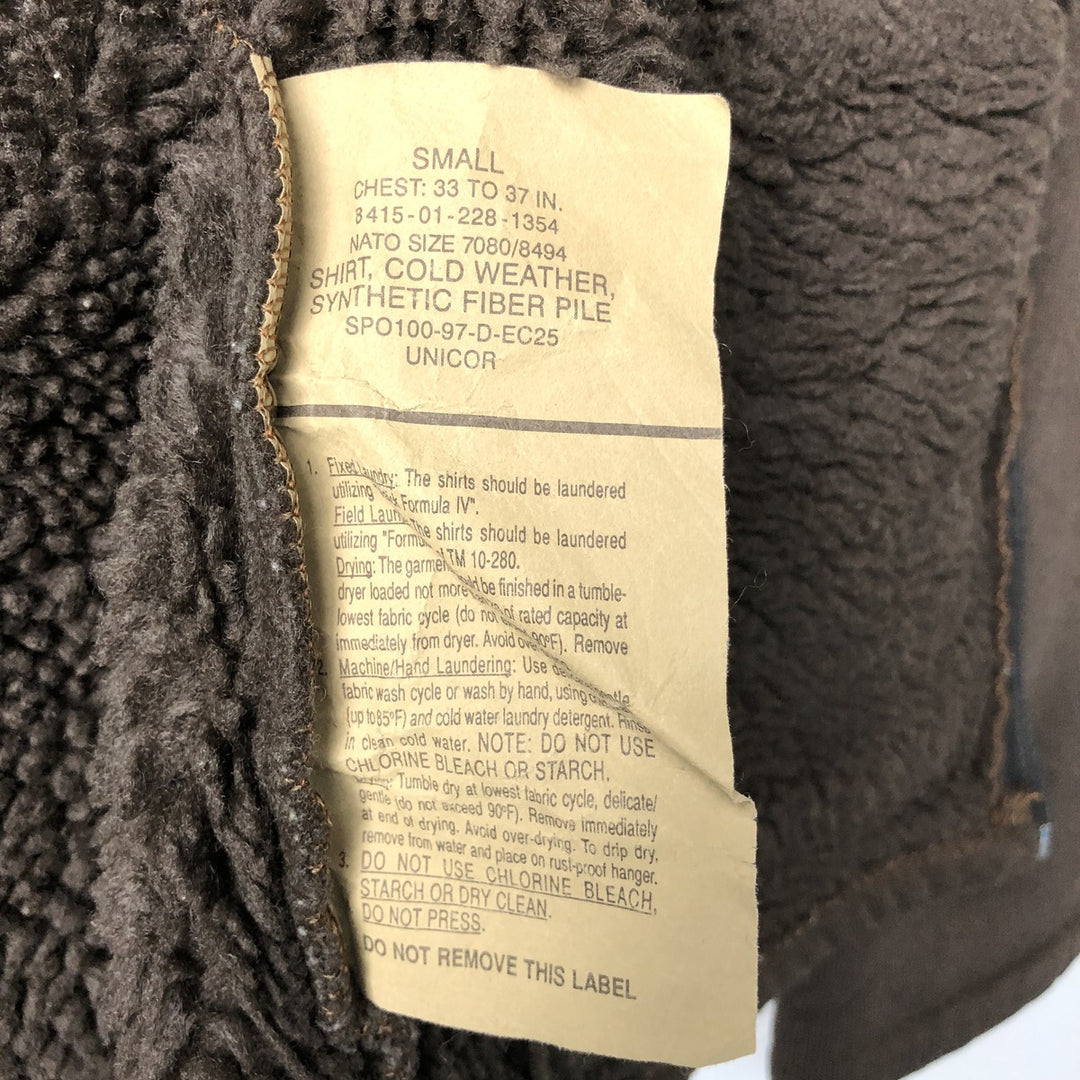 SMALL
CHEST: 33 TO 37 IN.
8415-01-228-1354
NATO SIZE 7080/8494
SHIRT, COLD WEATHER,
SYNTHETIC FIBER PILE
SPO100-97-D-EC25
UNICOR
1. Fixed Laundry: The shirts should be laundered
utilizing Formula IV".
Field Laun The shirts should be laundered
utilizing "Formu TM 10-280.
Drying: The garme
dryer loaded not more be finished in a tumble-
lowest fabric cycle (do not of rated capacity at
immediately from dryer. Avoid 90°F). Remove
2. Machine/Hand Laundering: Use
fabric wash cycle or wash by hand, using
(up to 85°F) and cold water laundry detergent. Rinse
in clean cold water. NOTE: DO NOT USE
CHLORINE BLEACH OR STARCH.
Tumble dry at lowest fabric cycle, delicate/
gentle (do not exceed 90°F). Remove immediately
at end of drying. Avoid over-drying. To drip dry,
remove from water and place on rust-proof hanger.
3. DO NOT USE CHLORINE BLEACH,
STARCH OR DRY CLEAN.
DO NOT PRESS.
DO NOT REMOVE THIS LABEL